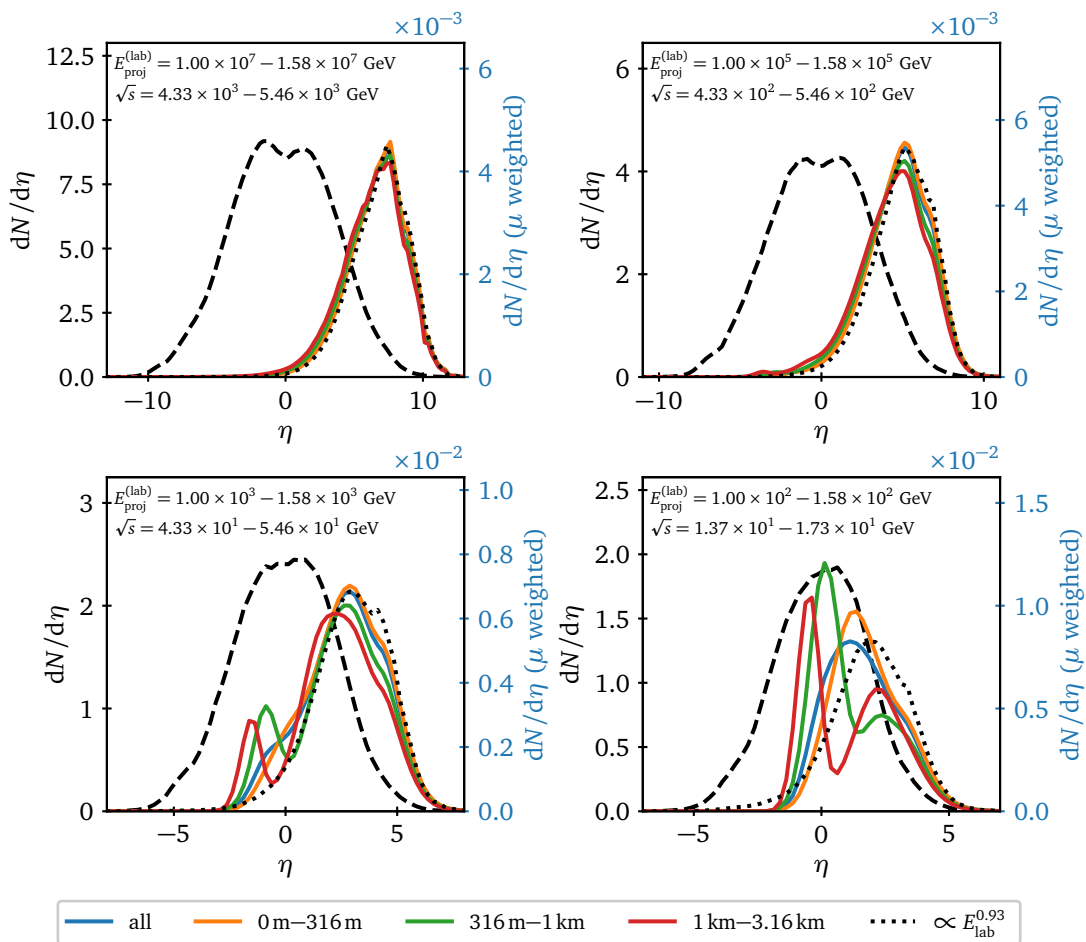 ×10⁻³
×10⁻³
E_proj^(lab) = 1.00 × 10⁷ − 1.58 × 10⁷ GeV
√s = 4.33 × 10³ − 5.46 × 10³ GeV
12.5
10.0
7.5
5.0
2.5
0.0
dN/dη
6
4
2
0
dN/dη (μ weighted)
−10
0
10
η
E_proj^(lab) = 1.00 × 10⁵ − 1.58 × 10⁵ GeV
√s = 4.33 × 10² − 5.46 × 10² GeV
6
4
2
0
dN/dη
6
4
2
0
dN/dη (μ weighted)
−10
0
10
η
×10⁻²
×10⁻²
E_proj^(lab) = 1.00 × 10³ − 1.58 × 10³ GeV
√s = 4.33 × 10¹ − 5.46 × 10¹ GeV
3
2
1
0
dN/dη
1.0
0.8
0.6
0.4
0.2
0.0
dN/dη (μ weighted)
−5
0
5
η
E_proj^(lab) = 1.00 × 10² − 1.58 × 10² GeV
√s = 1.37 × 10¹ − 1.73 × 10¹ GeV
2.5
2.0
1.5
1.0
0.5
0.0
dN/dη
1.5
1.0
0.5
0.0
dN/dη (μ weighted)
−5
0
5
η
all 0 m−316 m 316 m−1 km 1 km−3.16 km ∝ E_lab^0.93